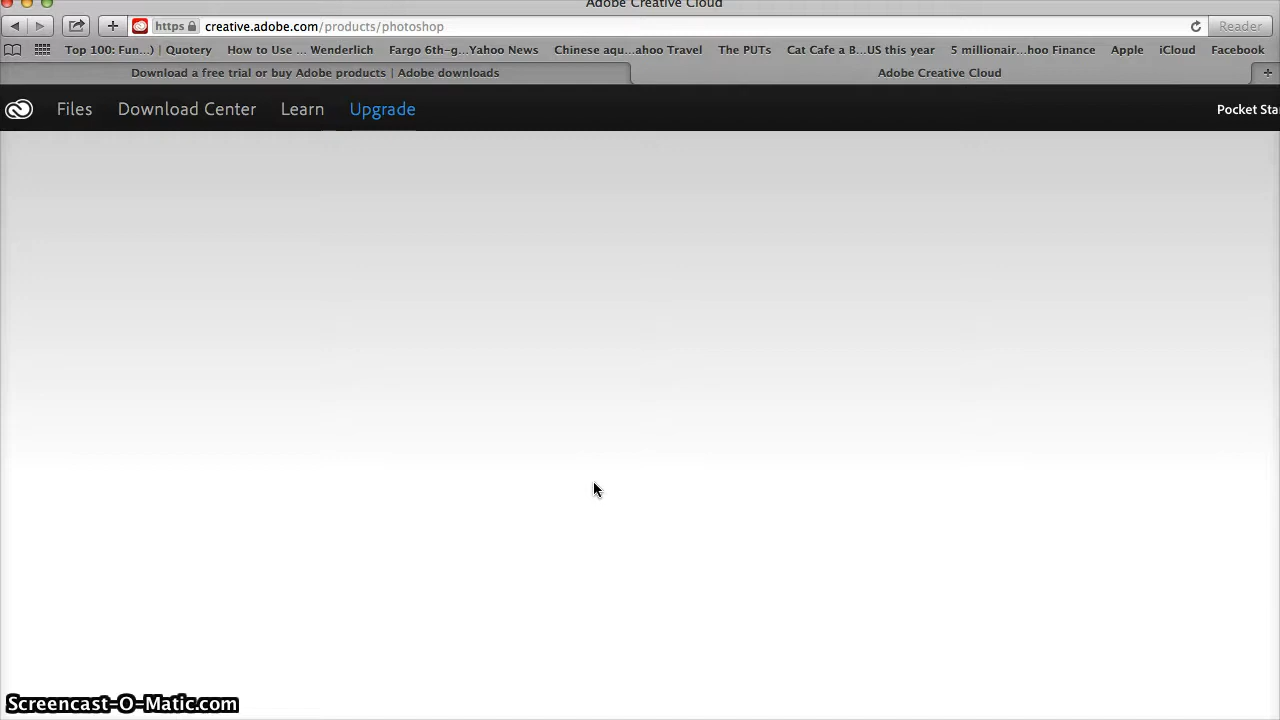 Adobe Creative Cloud
https creative.adobe.com/products/photoshop Reader
Top 100: Fun...) | Quotery How to Use ... Wenderlich Fargo 6th-g...Yahoo News Chinese aqu...ahoo Travel The PUTs Cat Cafe a B...US this year 5 millionair...hoo Finance Apple iCloud Facebook
Download a free trial or buy Adobe products | Adobe downloads Adobe Creative Cloud
Files Download Center Learn Upgrade Pocket Sta
Screencast-O-Matic.com